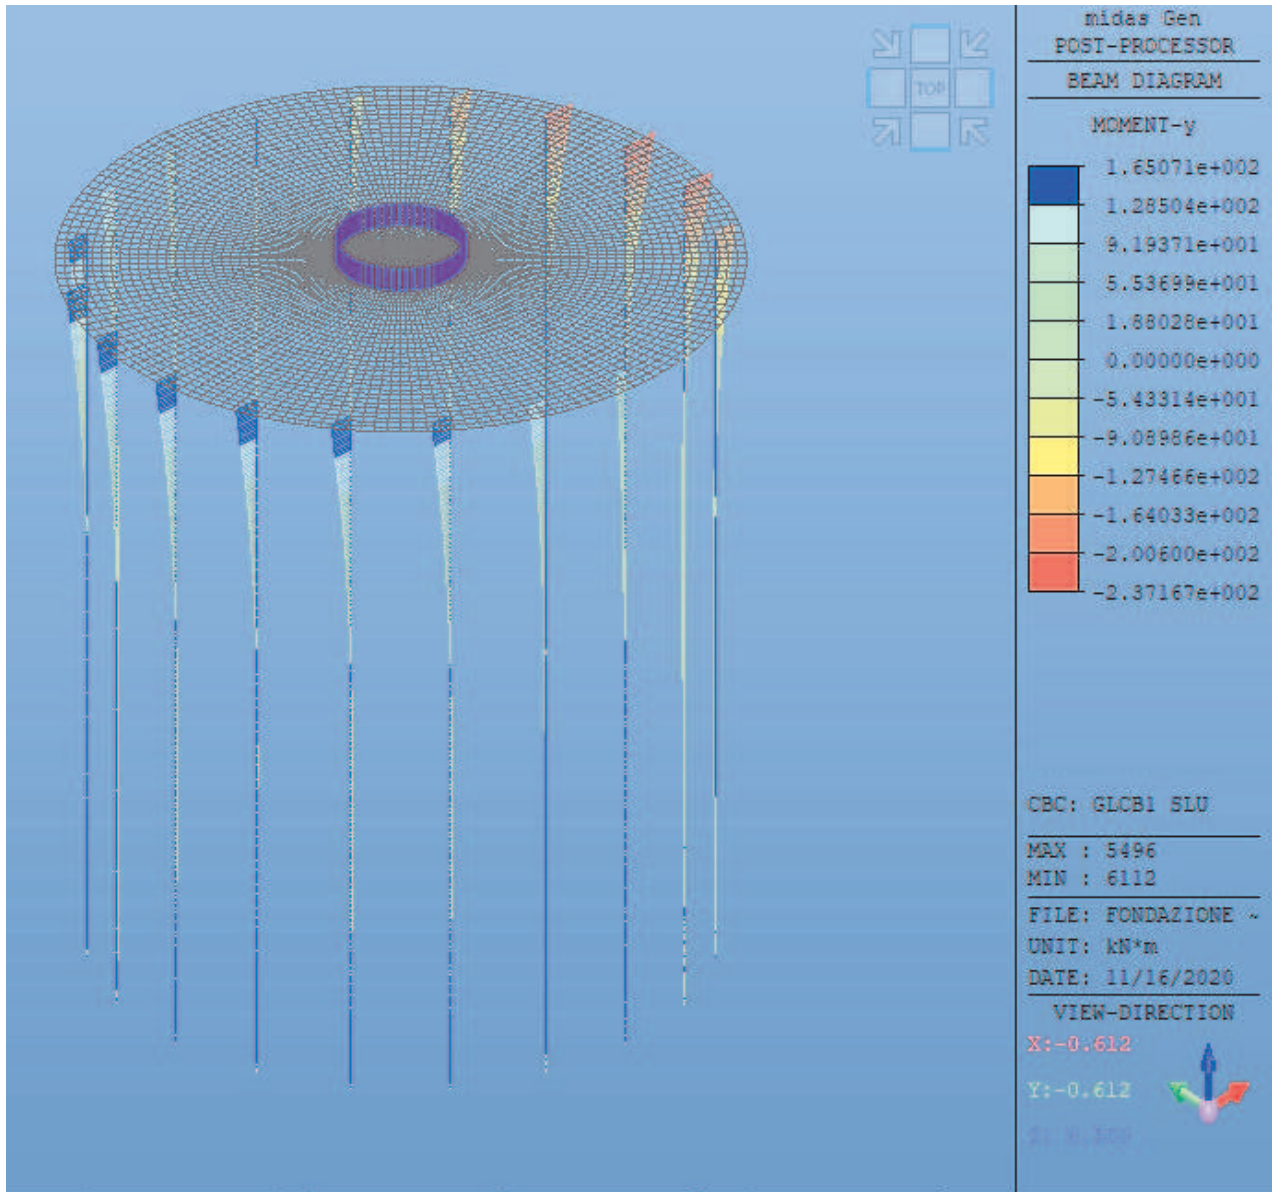 TOP
midas Gen
POST-PROCESSOR
BEAM DIAGRAM
MOMENT-y
1.65071e+002
1.28504e+002
9.19371e+001
5.53699e+001
1.88028e+001
0.00000e+000
-5.43314e+001
-9.08986e+001
-1.27466e+002
-1.64033e+002
-2.00600e+002
-2.37167e+002
CBC: GLCB1 SLU
MAX : 5496
MIN : 6112
FILE: FONDAZIONE ~
UNIT: kN*m
DATE: 11/16/2020
VIEW-DIRECTION
X:-0.612
Y:-0.612